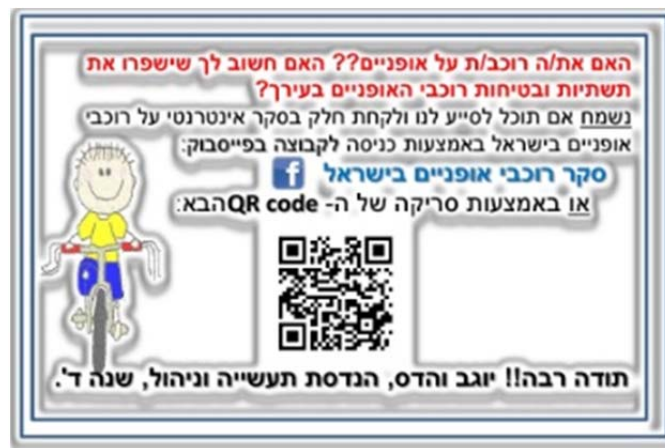 האם את/ה רוכב/ת על אופניים?? האם חשוב לך שישפרו את
תשתיות ובטיחות רוכבי האופניים בעירך?
נשמח אם תוכל לסייע לנו ולקחת חלק בסקר אינטרנטי על רוכבי
אופניים בישראל באמצעות כניסה לקבוצה בפייסבוק:
סקר רוכבי אופניים בישראל f
או באמצעות סריקה של ה- QR code הבא:
תודה רבה!! יוגב והדס, הנדסת תעשייה וניהול, שנה ד'.